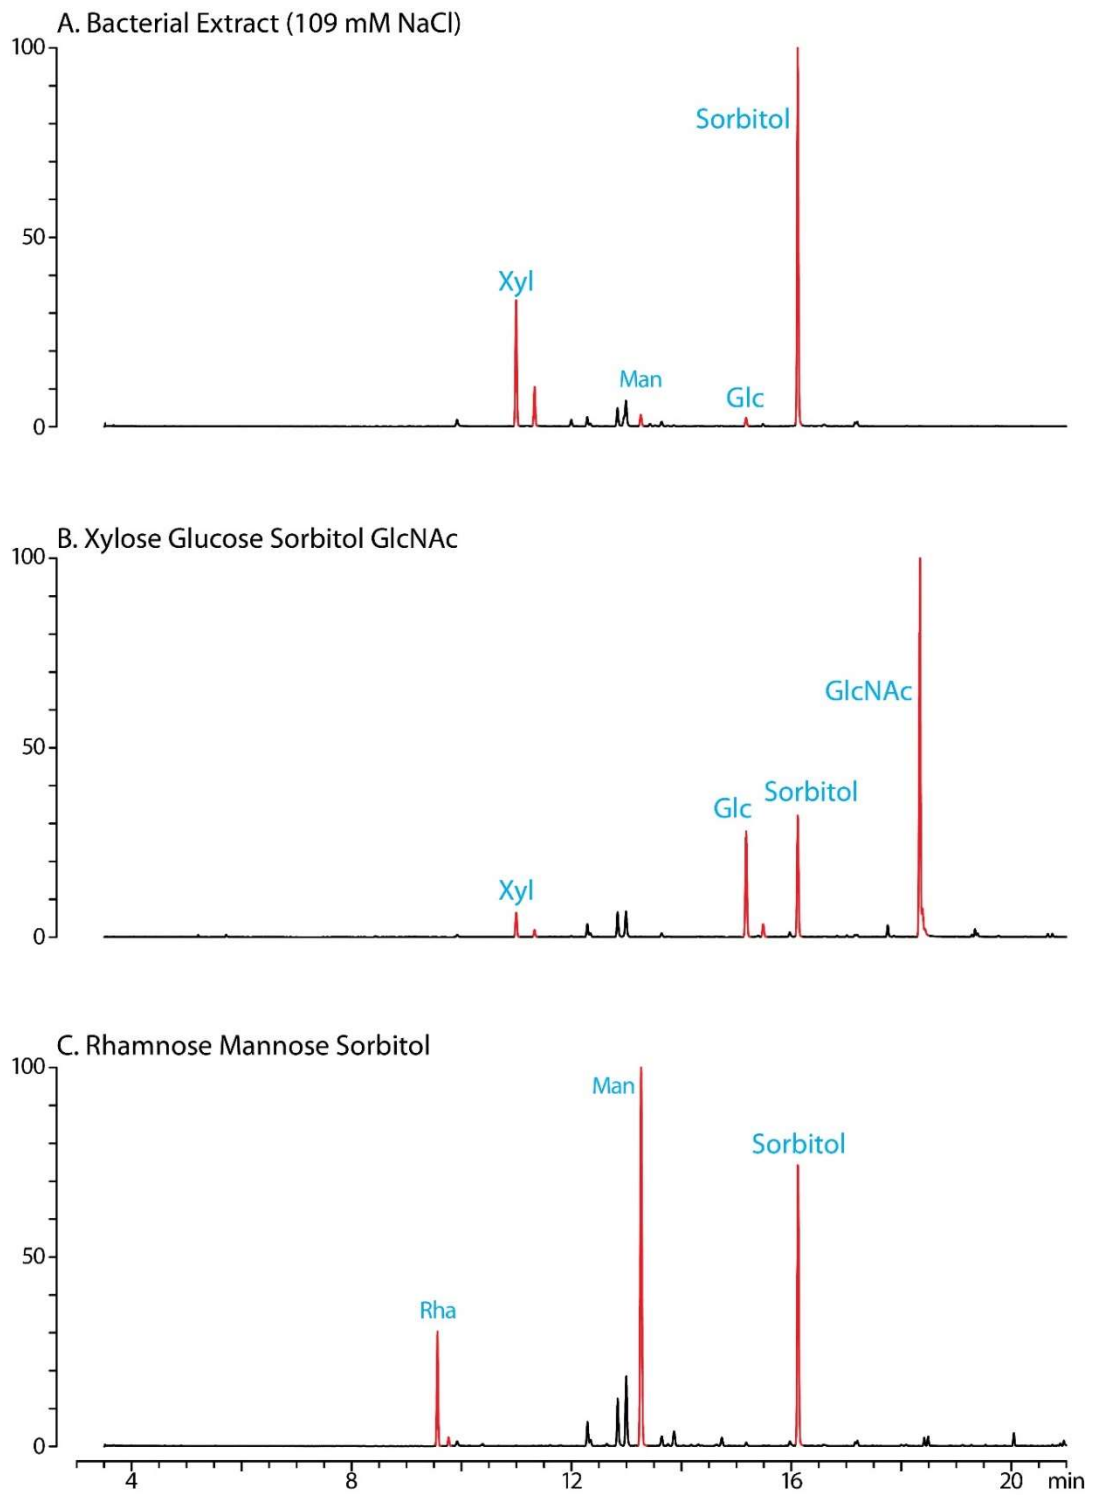 A. Bacterial Extract (109 mM NaCl)
100
Sorbitol
50
Xyl
Man
Glc
0
B. Xylose Glucose Sorbitol GlcNAc
100
GlcNAc
50
Glc Sorbitol
Xyl
0
C. Rhamnose Mannose Sorbitol
100
Man
Sorbitol
50
Rha
0
4 8 12 16 20 min